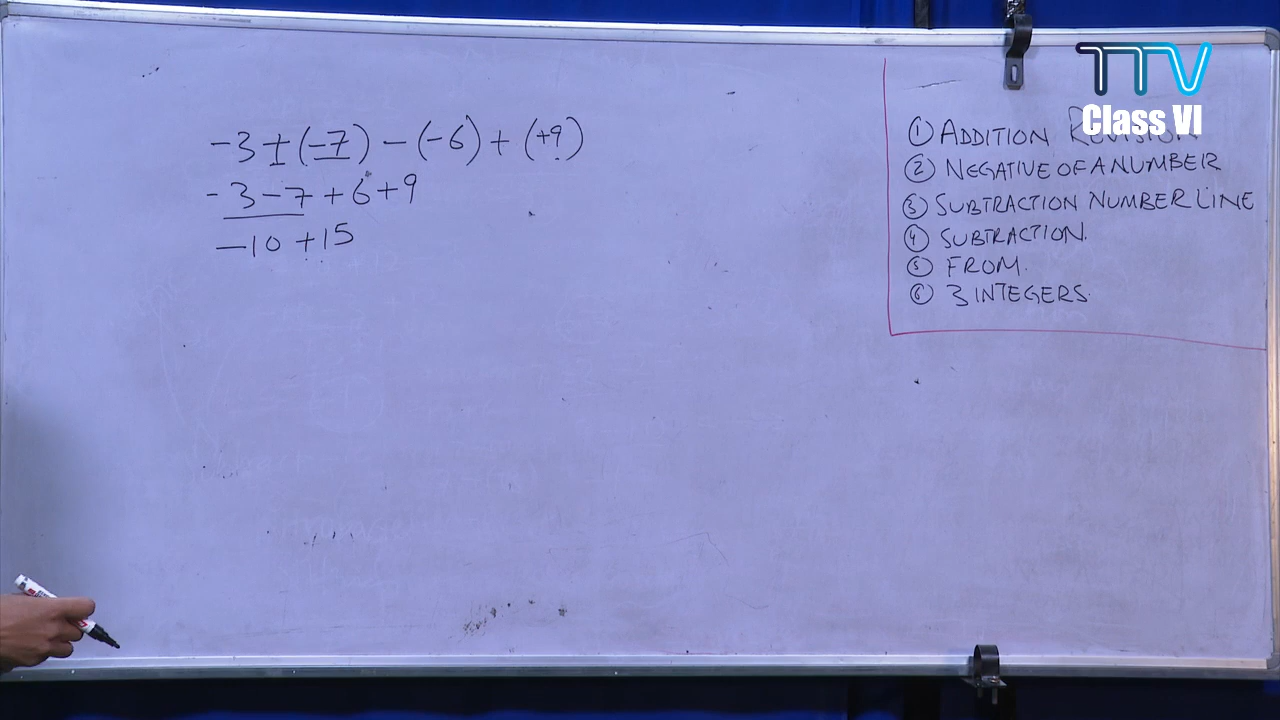 -3 + (-7) - (-6) + (+9)
-3-7+6+9
-10+15
TTV
Class VI
① ADDITION REVISION
② NEGATIVE OF A NUMBER
③ SUBTRACTION NUMBER LINE
④ SUBTRACTION.
⑤ FROM.
⑥ 3 INTEGERS.